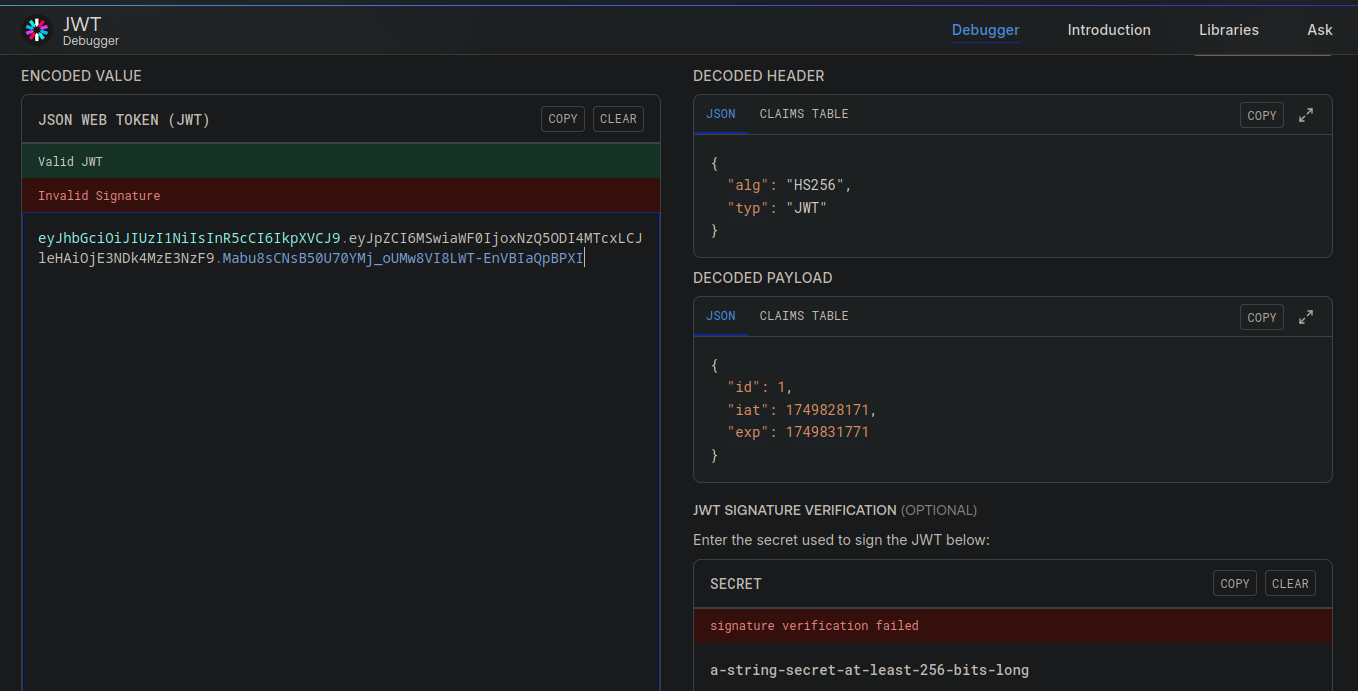 JWT
Debugger
Debugger
Introduction
Libraries
Ask
ENCODED VALUE
JSON WEB TOKEN (JWT)
COPY
CLEAR
Valid JWT
Invalid Signature
eyJhbGciOiJIUzI1NiIsInR5cCI6IkpXVCJ9.eyJpZCI6MSwiaWF0IjoxNzQ5ODI4MTcxLCJ
leHAiOjE3NDk4MzE3NzF9.Mabu8sCNsB50U70YMj_oUMw8VI8LWT-EnVBIaQpBPXI
DECODED HEADER
JSON
CLAIMS TABLE
COPY
{
"alg": "HS256",
"typ": "JWT"
}
DECODED PAYLOAD
JSON
CLAIMS TABLE
COPY
{
"id": 1,
"iat": 1749828171,
"exp": 1749831771
}
JWT SIGNATURE VERIFICATION (OPTIONAL)
Enter the secret used to sign the JWT below:
SECRET
COPY
CLEAR
signature verification failed
a-string-secret-at-least-256-bits-long